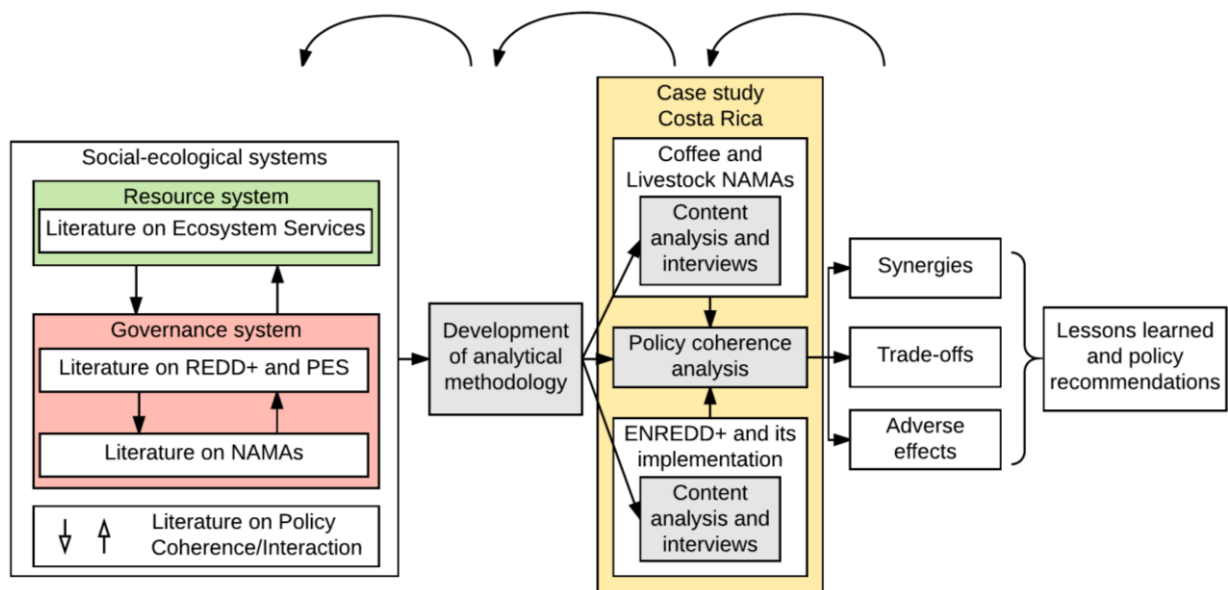 Social-ecological systems
Resource system
Literature on Ecosystem Services
Governance system
Literature on REDD+ and PES
Literature on NAMAs
Literature on Policy
Coherence/Interaction
Development
of analytical
methodology
Case study
Costa Rica
Coffee and
Livestock NAMAs
Content
analysis and
interviews
Policy coherence
analysis
ENREDD+ and its
implementation
Content
analysis and
interviews
Synergies
Trade-offs
Adverse
effects
Lessons learned
and policy
recommendations